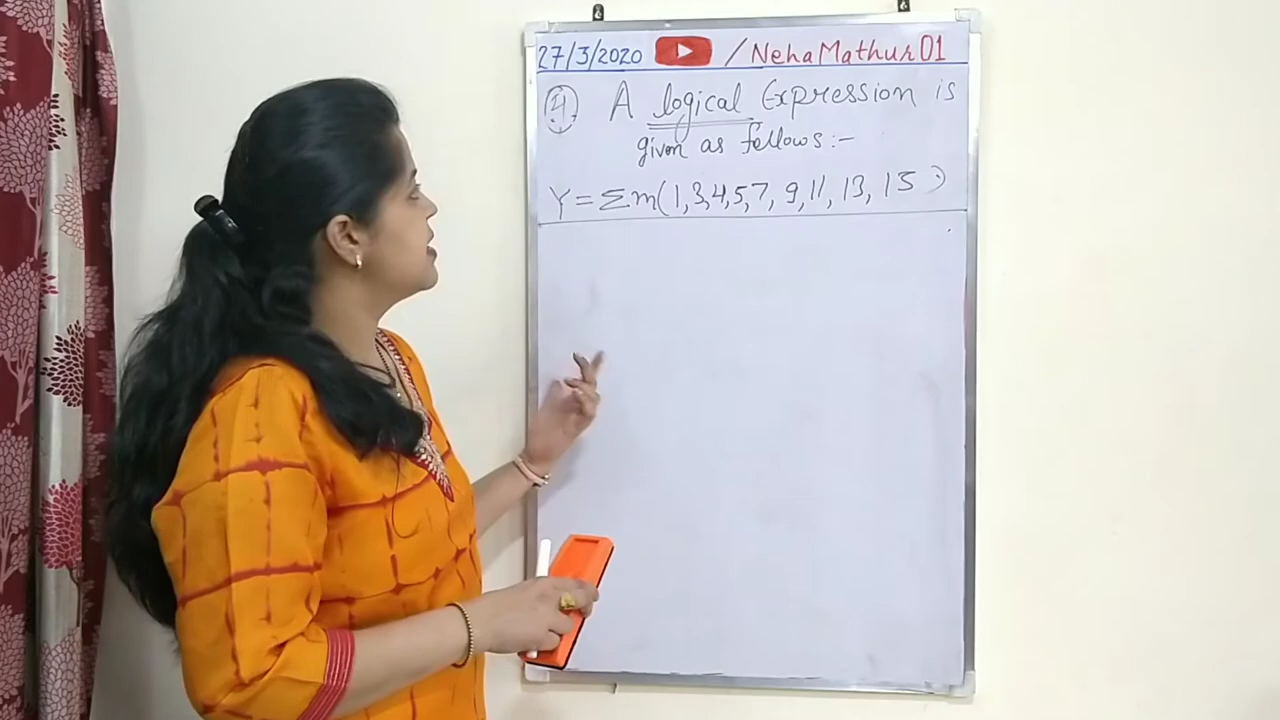 27/3/2020 /NehaMathur01
4. A logical Expression is
given as follows:-
Y=Σm(1,3,4,5,7,9,11,13,15)